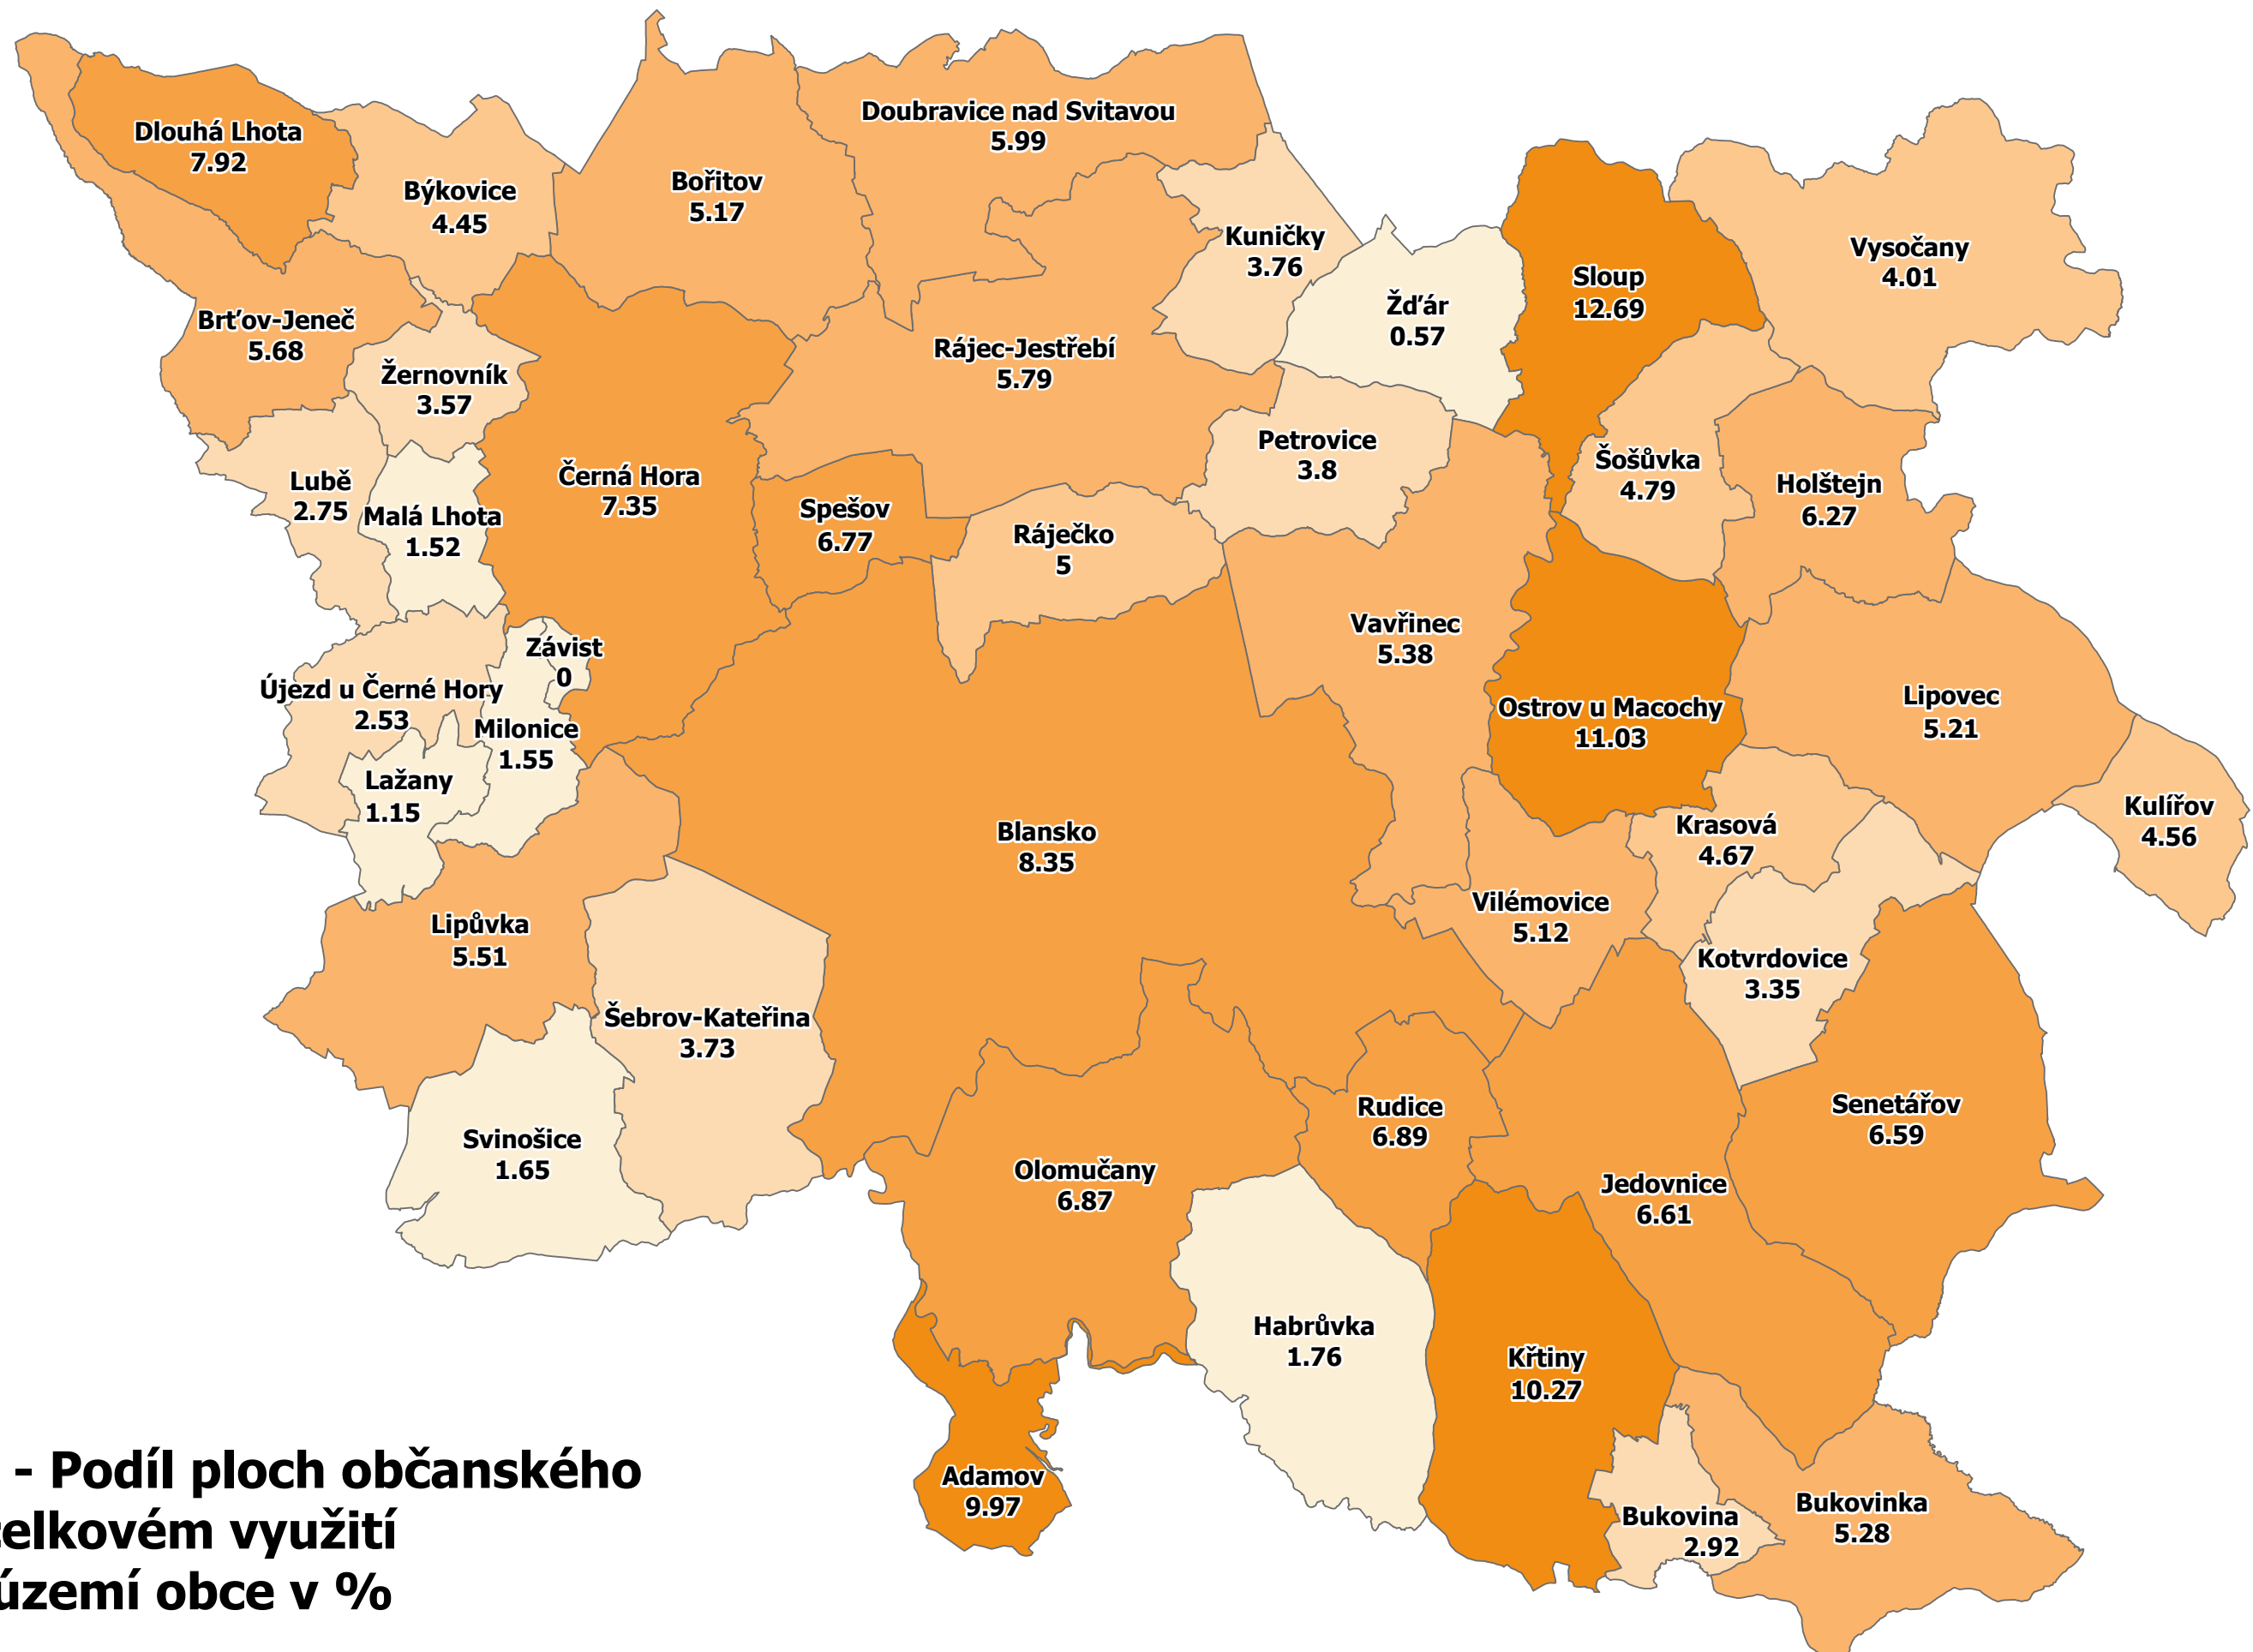 Doubravice nad Svitavou
5.99
Dlouhá Lhota
7.92
Býkovice
4.45
Bořitov
5.17
Kuničky
3.76
Vysočany
4.01
Sloup
12.69
Žďár
0.57
Brťov-Jeneč
5.68
Rájec-Jestřebí
5.79
Žernovník
3.57
Petrovice
3.8
Šošůvka
4.79
Černá Hora
7.35
Lubě
2.75
Holštejn
6.27
Spešov
6.77
Malá Lhota
1.52
Ráječko
5
Vavřinec
5.38
Závist
0
Újezd u Černé Hory
2.53
Lipovec
5.21
Ostrov u Macochy
11.03
Milonice
1.55
Lažany
1.15
Kulířov
4.56
Krasová
4.67
Blansko
8.35
Vilémovice
5.12
Lipůvka
5.51
Kotvrdovice
3.35
Šebrov-Kateřina
3.73
Senetářov
6.59
Rudice
6.89
Svinošice
1.65
Olomučany
6.87
Jedovnice
6.61
Habrůvka
1.76
Křtiny
10.27
Adamov
9.97
Bukovinka
5.28
Bukovina
2.92
- Podíl ploch občanského
využití
území obce v %